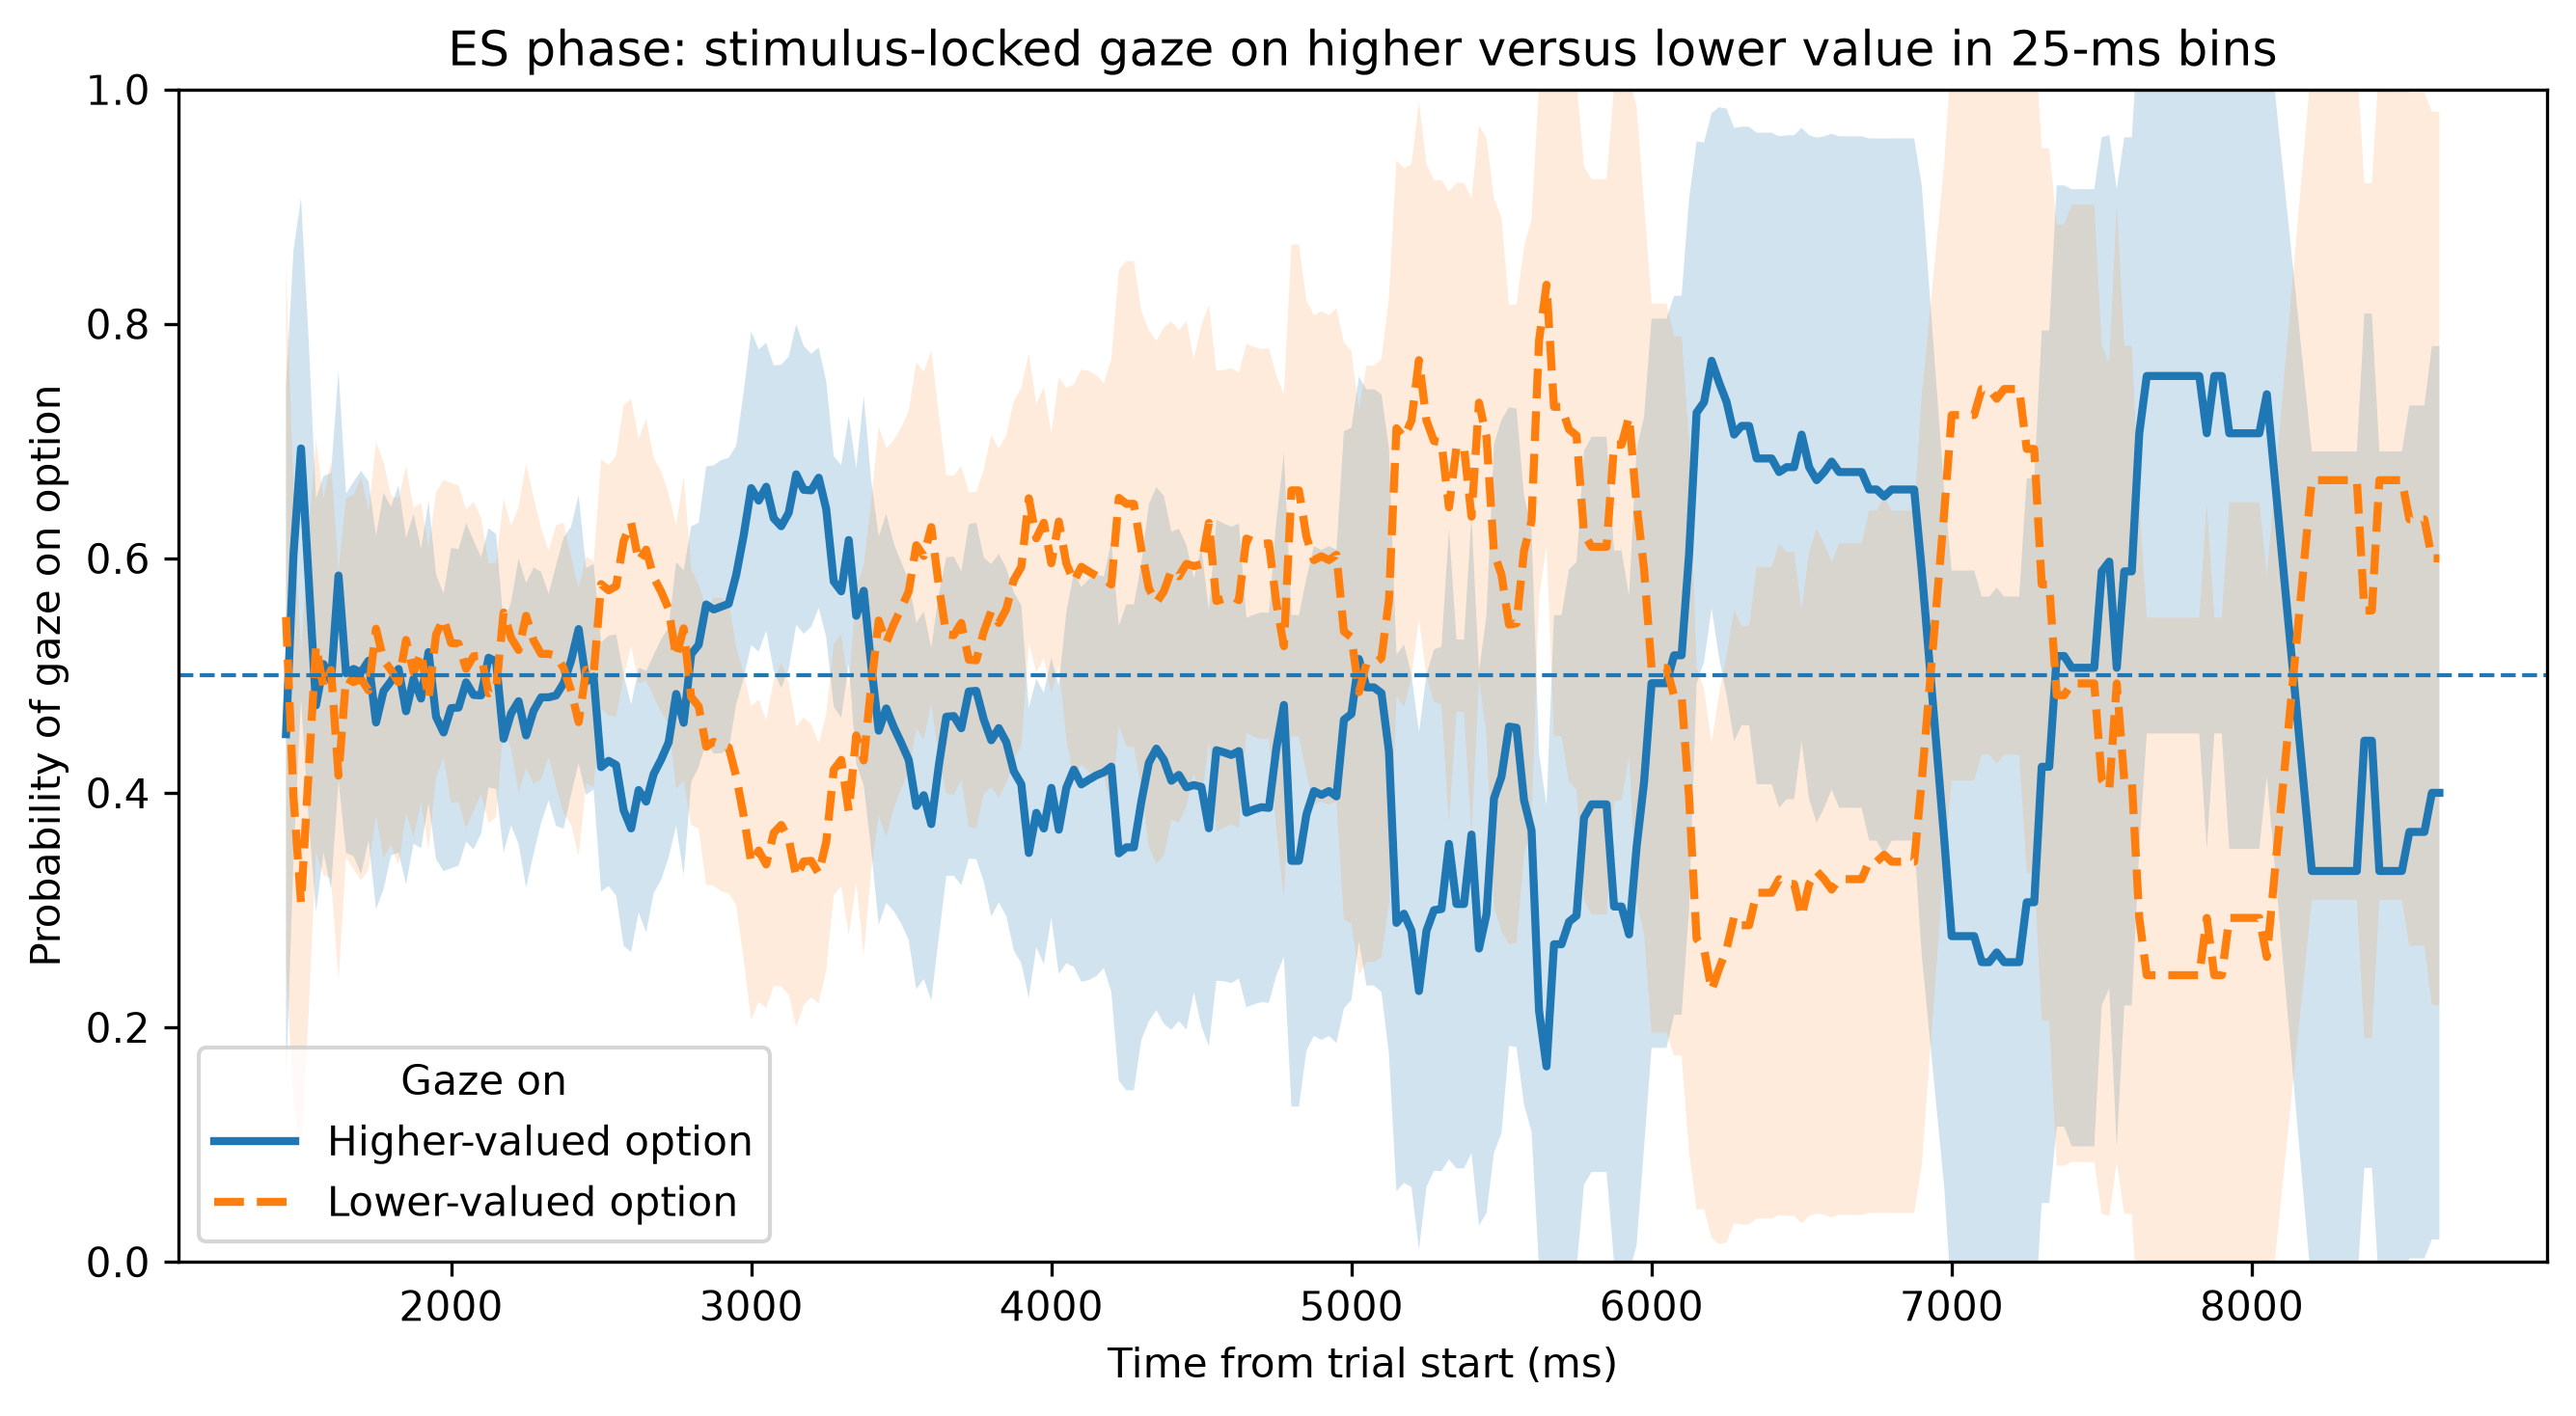 ES phase: stimulus-locked gaze on higher versus lower value in 25-ms bins
1.0
0.8
0.6
0.4
0.2
0.0
Probability of gaze on option
Gaze on
Higher-valued option
Lower-valued option
2000 3000 4000 5000 6000 7000 8000
Time from trial start (ms)